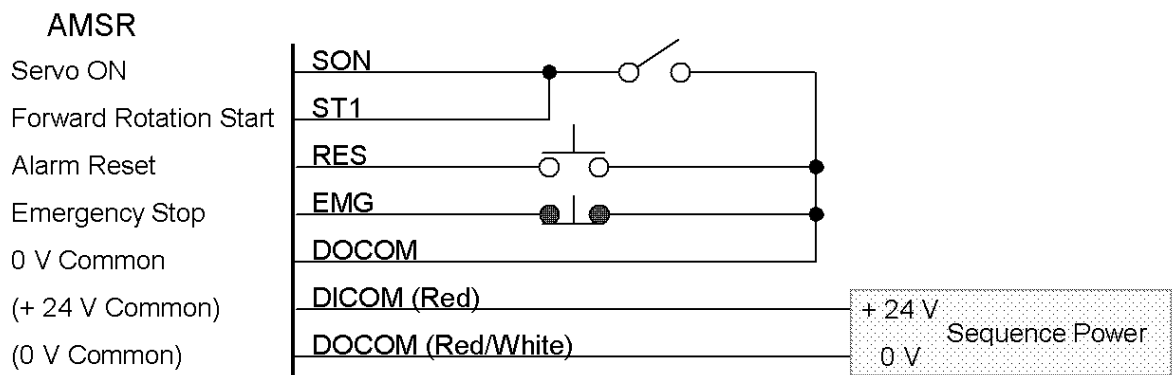 AMSR
Servo ON SON
Forward Rotation Start ST1
Alarm Reset RES
Emergency Stop EMG
0 V Common DOCOM
(+ 24 V Common) DICOM (Red) + 24 V
Sequence Power
(0 V Common) DOCOM (Red/White) 0 V